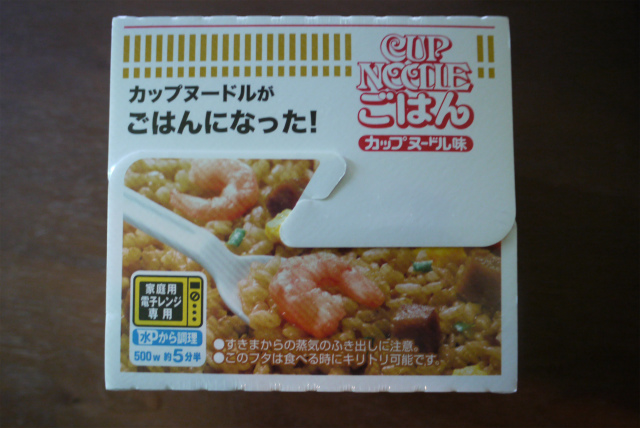 カップヌードルが
ごはんになった!
CUP
NOODLE
ごはん
カップヌードル味
家庭用
電子レンジ
専用
水から調理
500W 約5分半
●すきまからの蒸気のふき出しに注意。
●このフタは食べる時にキリトリ可能です。